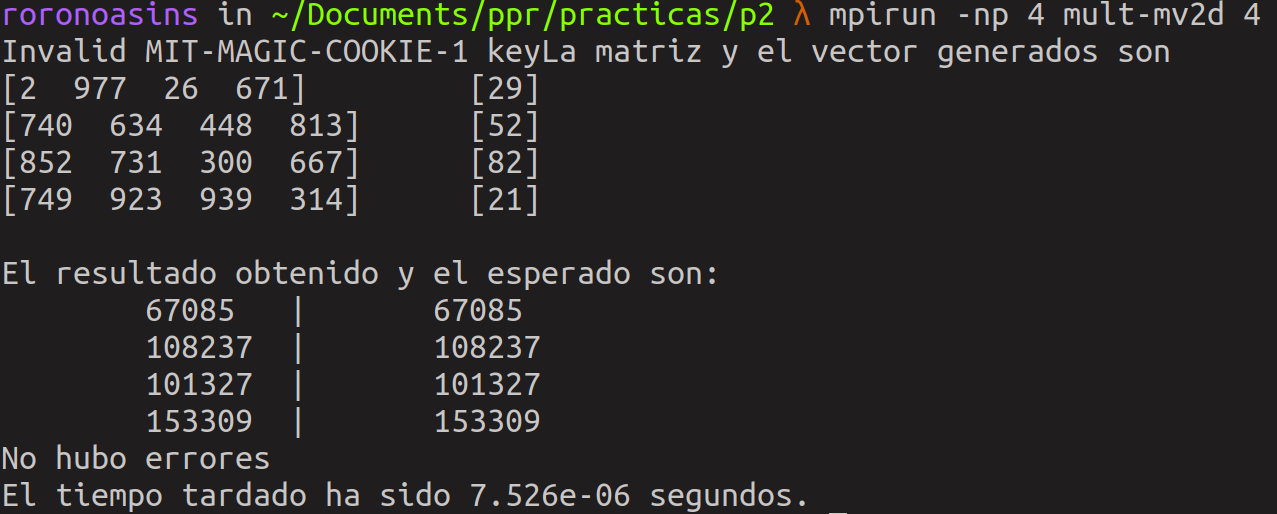 roronoasins in ~/Documents/ppr/practicas/p2 λ mpirun -np 4 mult-mv2d 4
Invalid MIT-MAGIC-COOKIE-1 keyLa matriz y el vector generados son
[2  977  26  671]         [29]
[740  634  448  813]      [52]
[852  731  300  667]      [82]
[749  923  939  314]      [21]

El resultado obtenido y el esperado son:
        67085   |       67085
        108237  |       108237
        101327  |       101327
        153309  |       153309
No hubo errores
El tiempo tardado ha sido 7.526e-06 segundos.